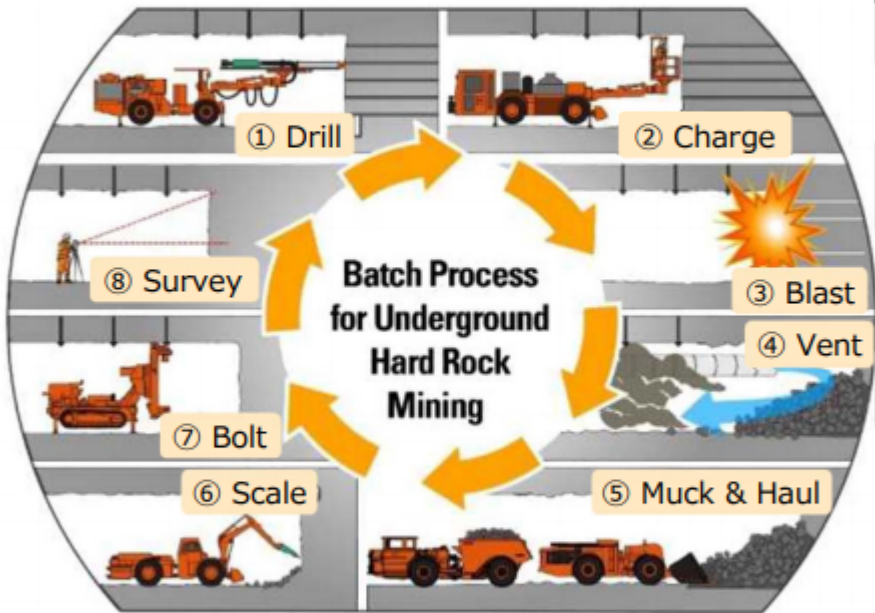 ① Drill
② Charge
③ Blast
④ Vent
⑤ Muck & Haul
⑥ Scale
⑦ Bolt
⑧ Survey
Batch Process
for Underground
Hard Rock
Mining